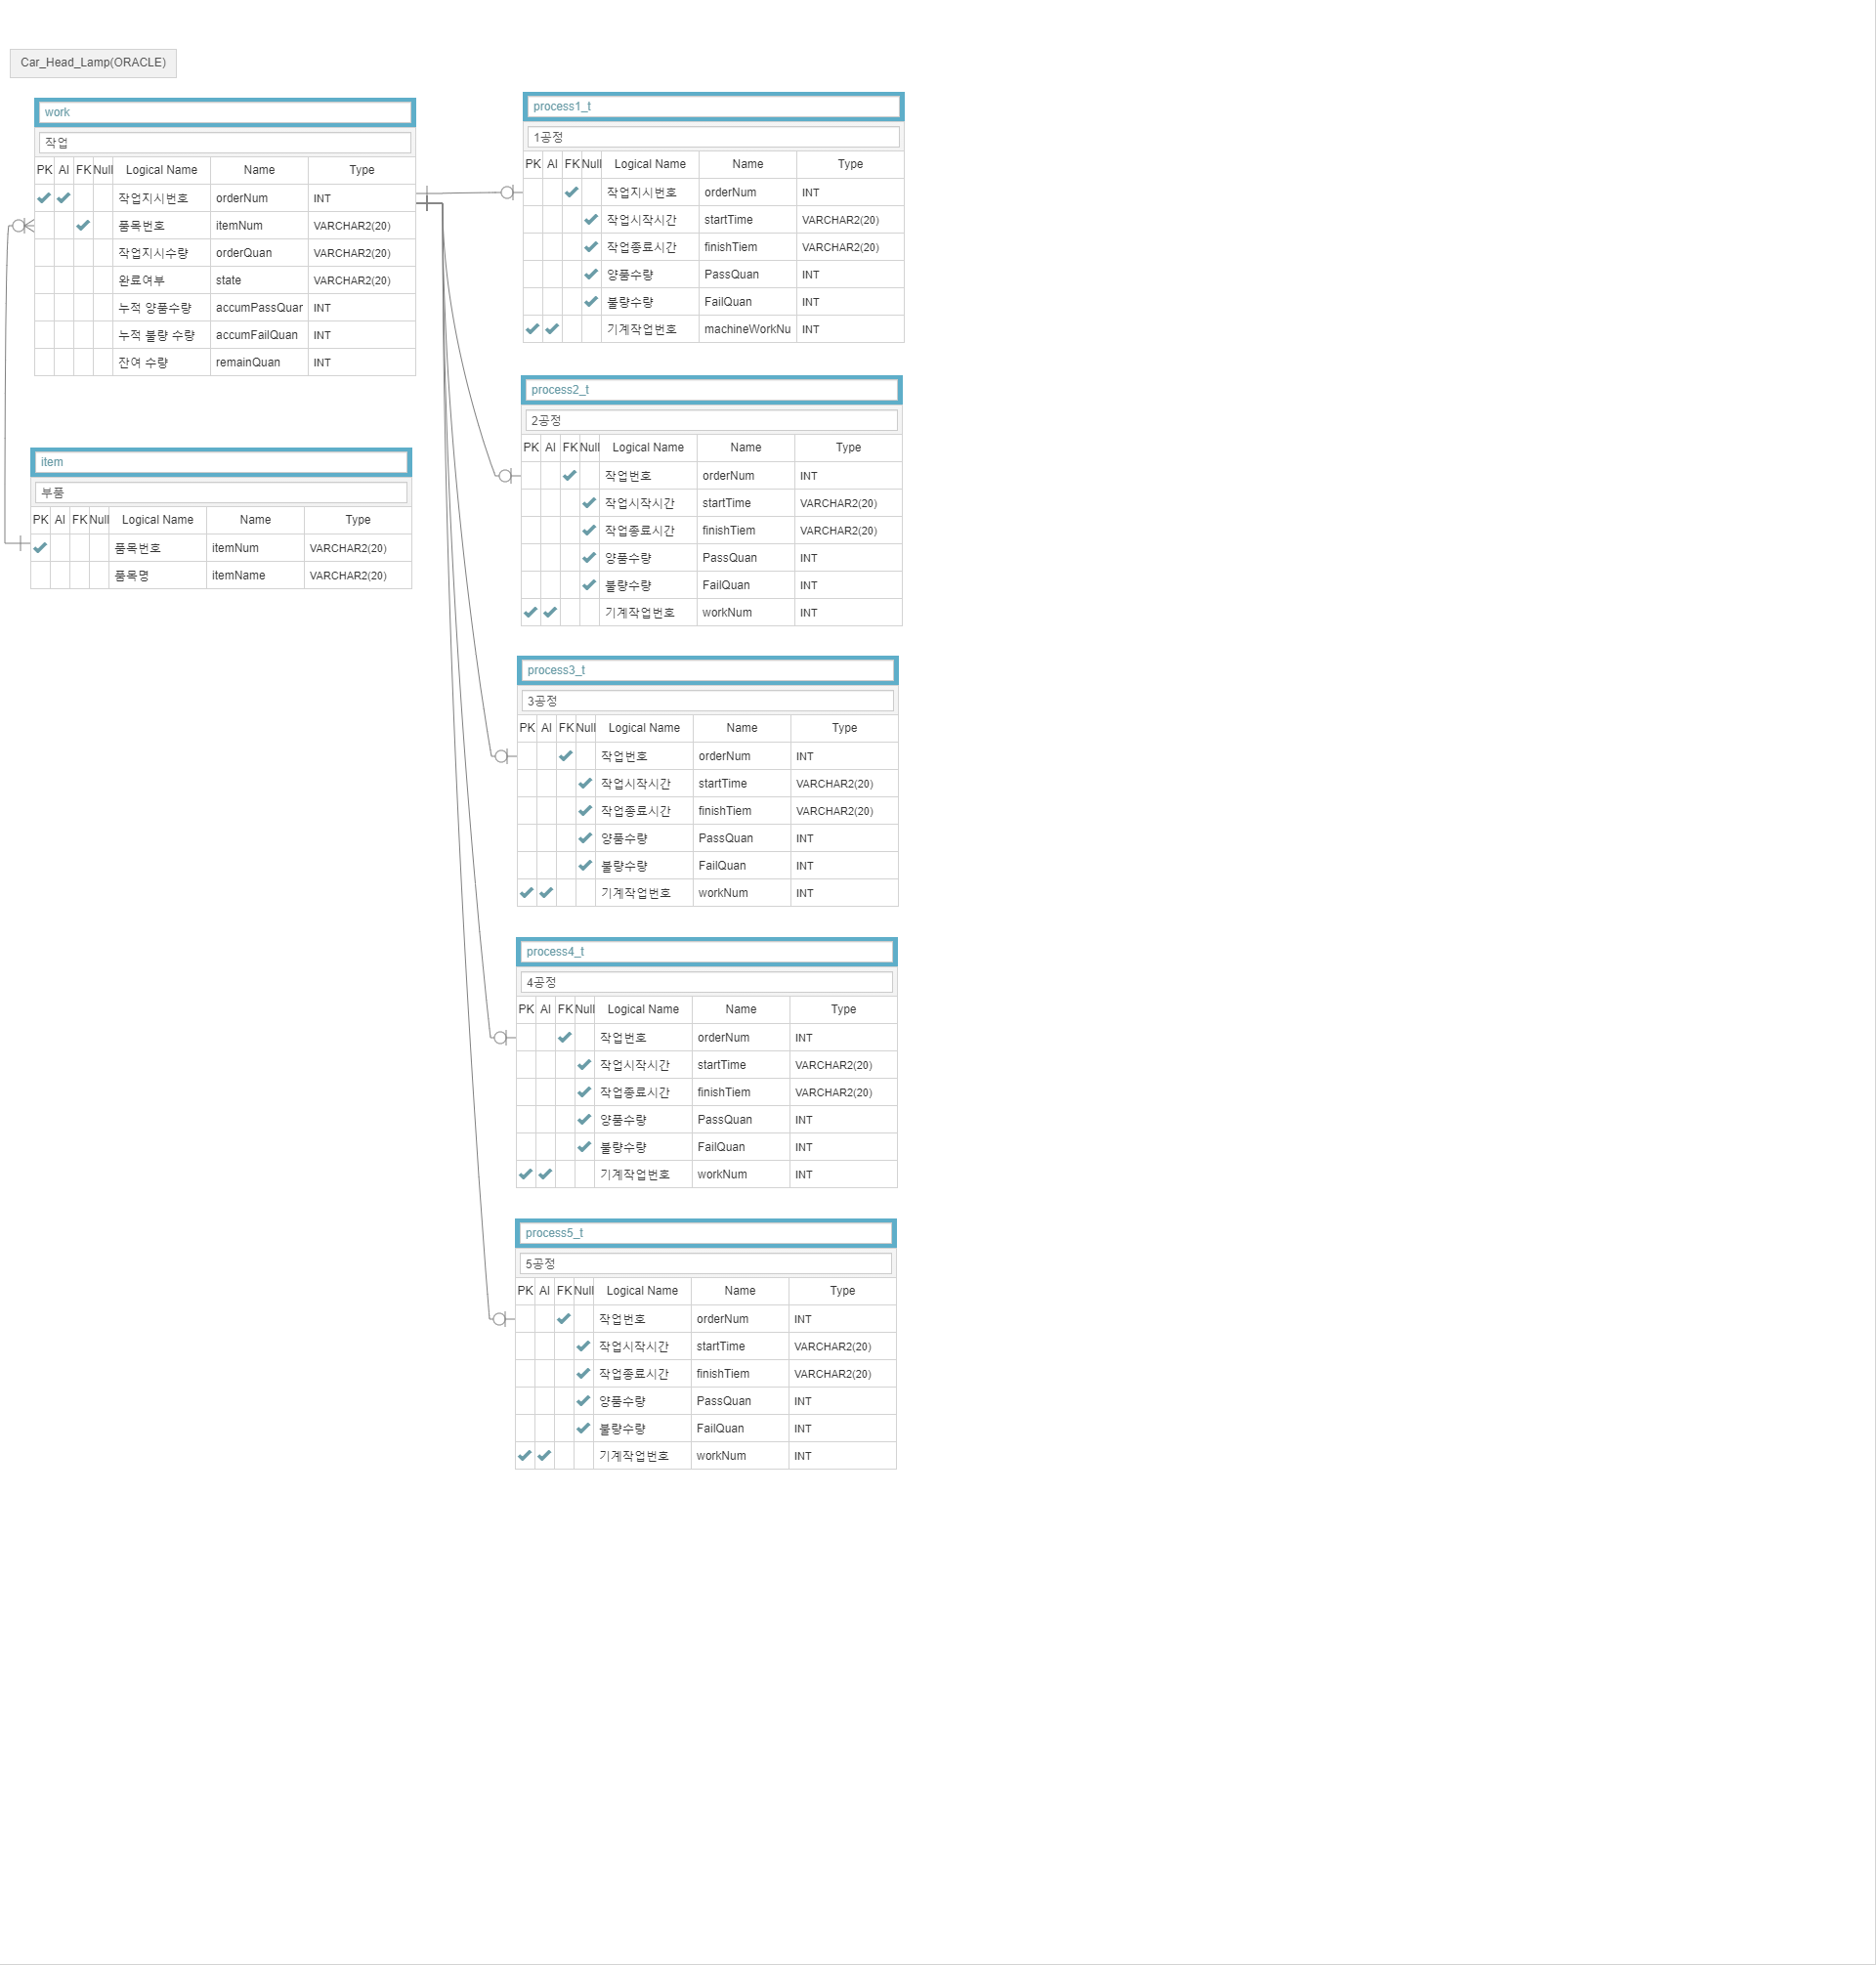 Car_Head_Lamp(ORACLE)
work
작업
PK AI FK Null Logical Name Name Type
작업지시번호 orderNum INT
품목번호 itemNum VARCHAR2(20)
작업지시수량 orderQuan VARCHAR2(20)
완료여부 state VARCHAR2(20)
누적 양품수량 accumPassQuar INT
누적 불량 수량 accumFailQuan INT
잔여 수량 remainQuan INT
item
부품
PK AI FK Null Logical Name Name Type
품목번호 itemNum VARCHAR2(20)
품목명 itemName VARCHAR2(20)
process1_t
1공정
PK AI FK Null Logical Name Name Type
작업지시번호 orderNum INT
작업시작시간 startTime VARCHAR2(20)
작업종료시간 finishTiem VARCHAR2(20)
양품수량 PassQuan INT
불량수량 FailQuan INT
기계작업번호 machineWorkNu INT
process2_t
2공정
PK AI FK Null Logical Name Name Type
작업번호 orderNum INT
작업시작시간 startTime VARCHAR2(20)
작업종료시간 finishTiem VARCHAR2(20)
양품수량 PassQuan INT
불량수량 FailQuan INT
기계작업번호 workNum INT
process3_t
3공정
PK AI FK Null Logical Name Name Type
작업번호 orderNum INT
작업시작시간 startTime VARCHAR2(20)
작업종료시간 finishTiem VARCHAR2(20)
양품수량 PassQuan INT
불량수량 FailQuan INT
기계작업번호 workNum INT
process4_t
4공정
PK AI FK Null Logical Name Name Type
작업번호 orderNum INT
작업시작시간 startTime VARCHAR2(20)
작업종료시간 finishTiem VARCHAR2(20)
양품수량 PassQuan INT
불량수량 FailQuan INT
기계작업번호 workNum INT
process5_t
5공정
PK AI FK Null Logical Name Name Type
작업번호 orderNum INT
작업시작시간 startTime VARCHAR2(20)
작업종료시간 finishTiem VARCHAR2(20)
양품수량 PassQuan INT
불량수량 FailQuan INT
기계작업번호 workNum INT